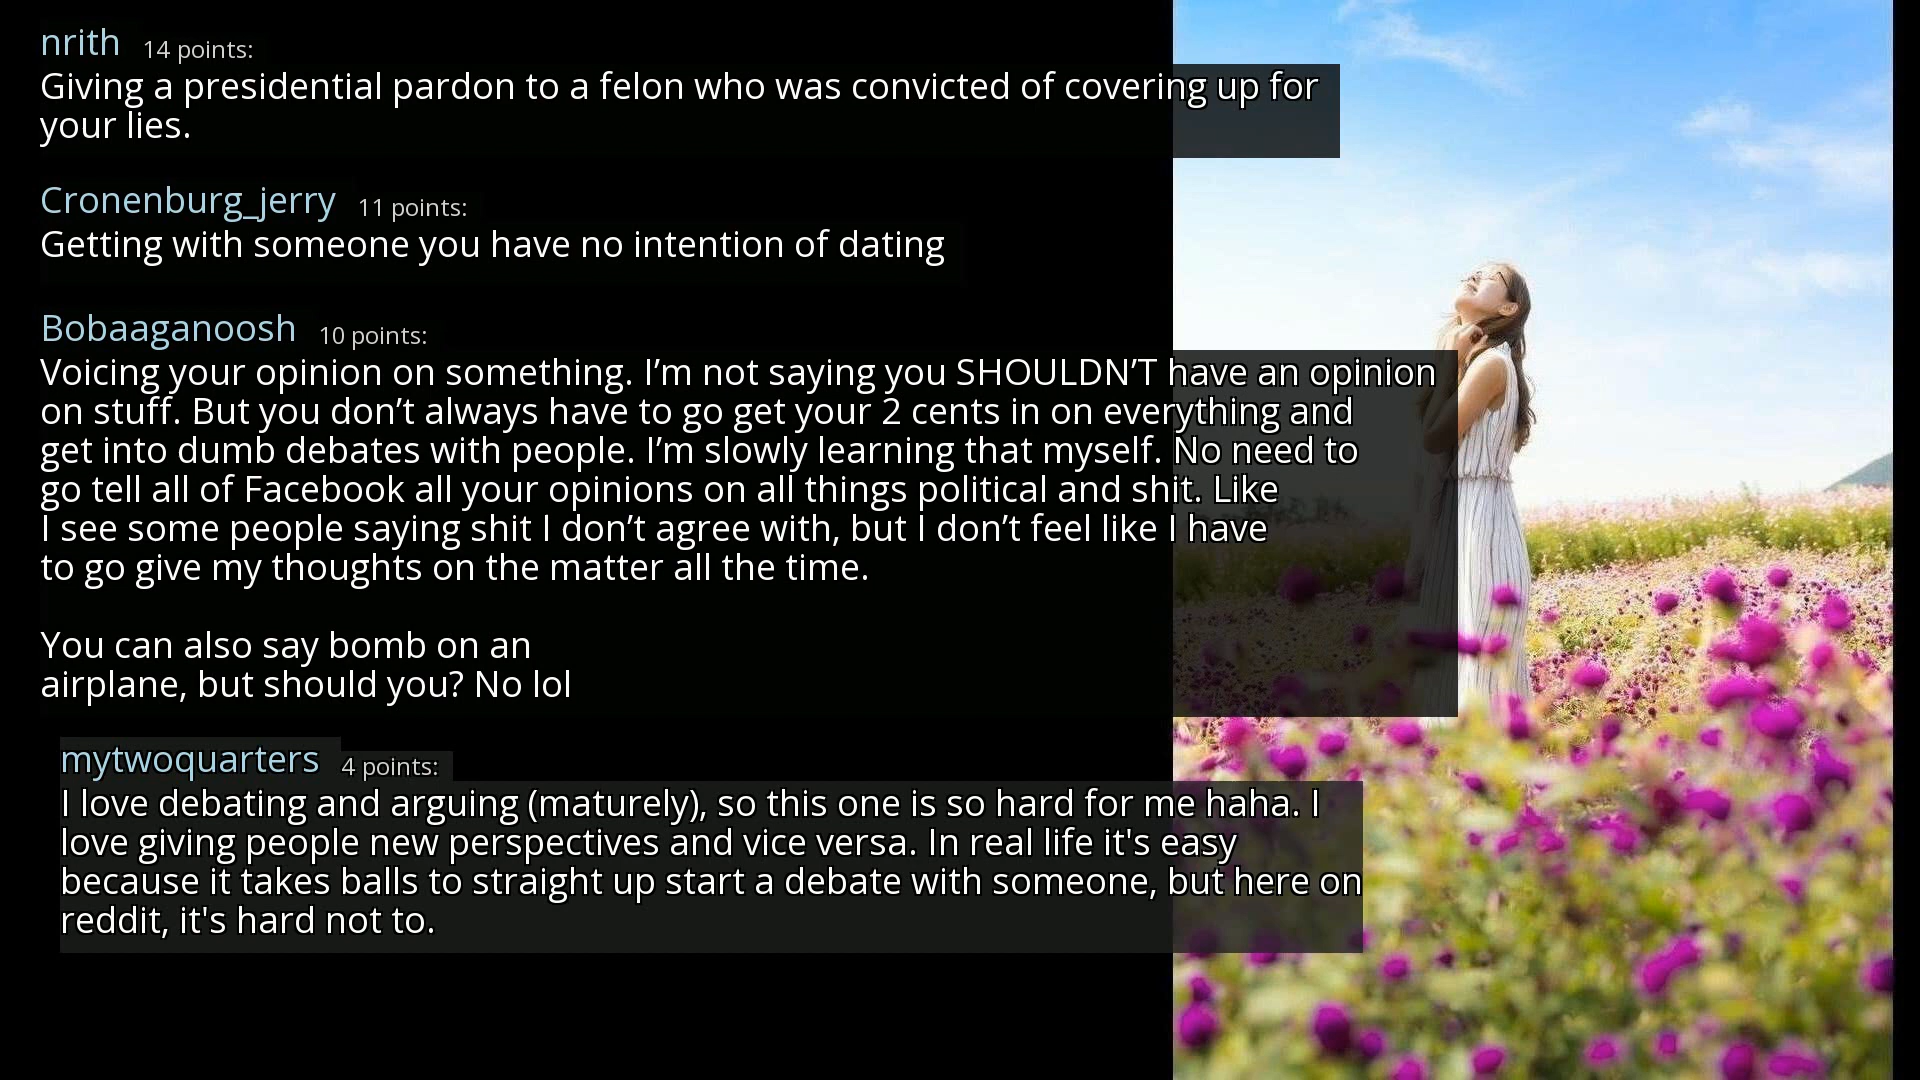 nrith 14 points:
Giving a presidential pardon to a felon who was convicted of covering up for
your lies.
Cronenburg_jerry 11 points:
Getting with someone you have no intention of dating
Bobaaganoosh 10 points:
Voicing your opinion on something. I’m not saying you SHOULDN’T have an opinion
on stuff. But you don’t always have to go get your 2 cents in on everything and
get into dumb debates with people. I’m slowly learning that myself. No need to
go tell all of Facebook all your opinions on all things political and shit. Like
I see some people saying shit I don’t agree with, but I don’t feel like I have
to go give my thoughts on the matter all the time.
You can also say bomb on an
airplane, but should you? No lol
mytwoquarters 4 points:
I love debating and arguing (maturely), so this one is so hard for me haha. I
love giving people new perspectives and vice versa. In real life it's easy
because it takes balls to straight up start a debate with someone, but here on
reddit, it's hard not to.